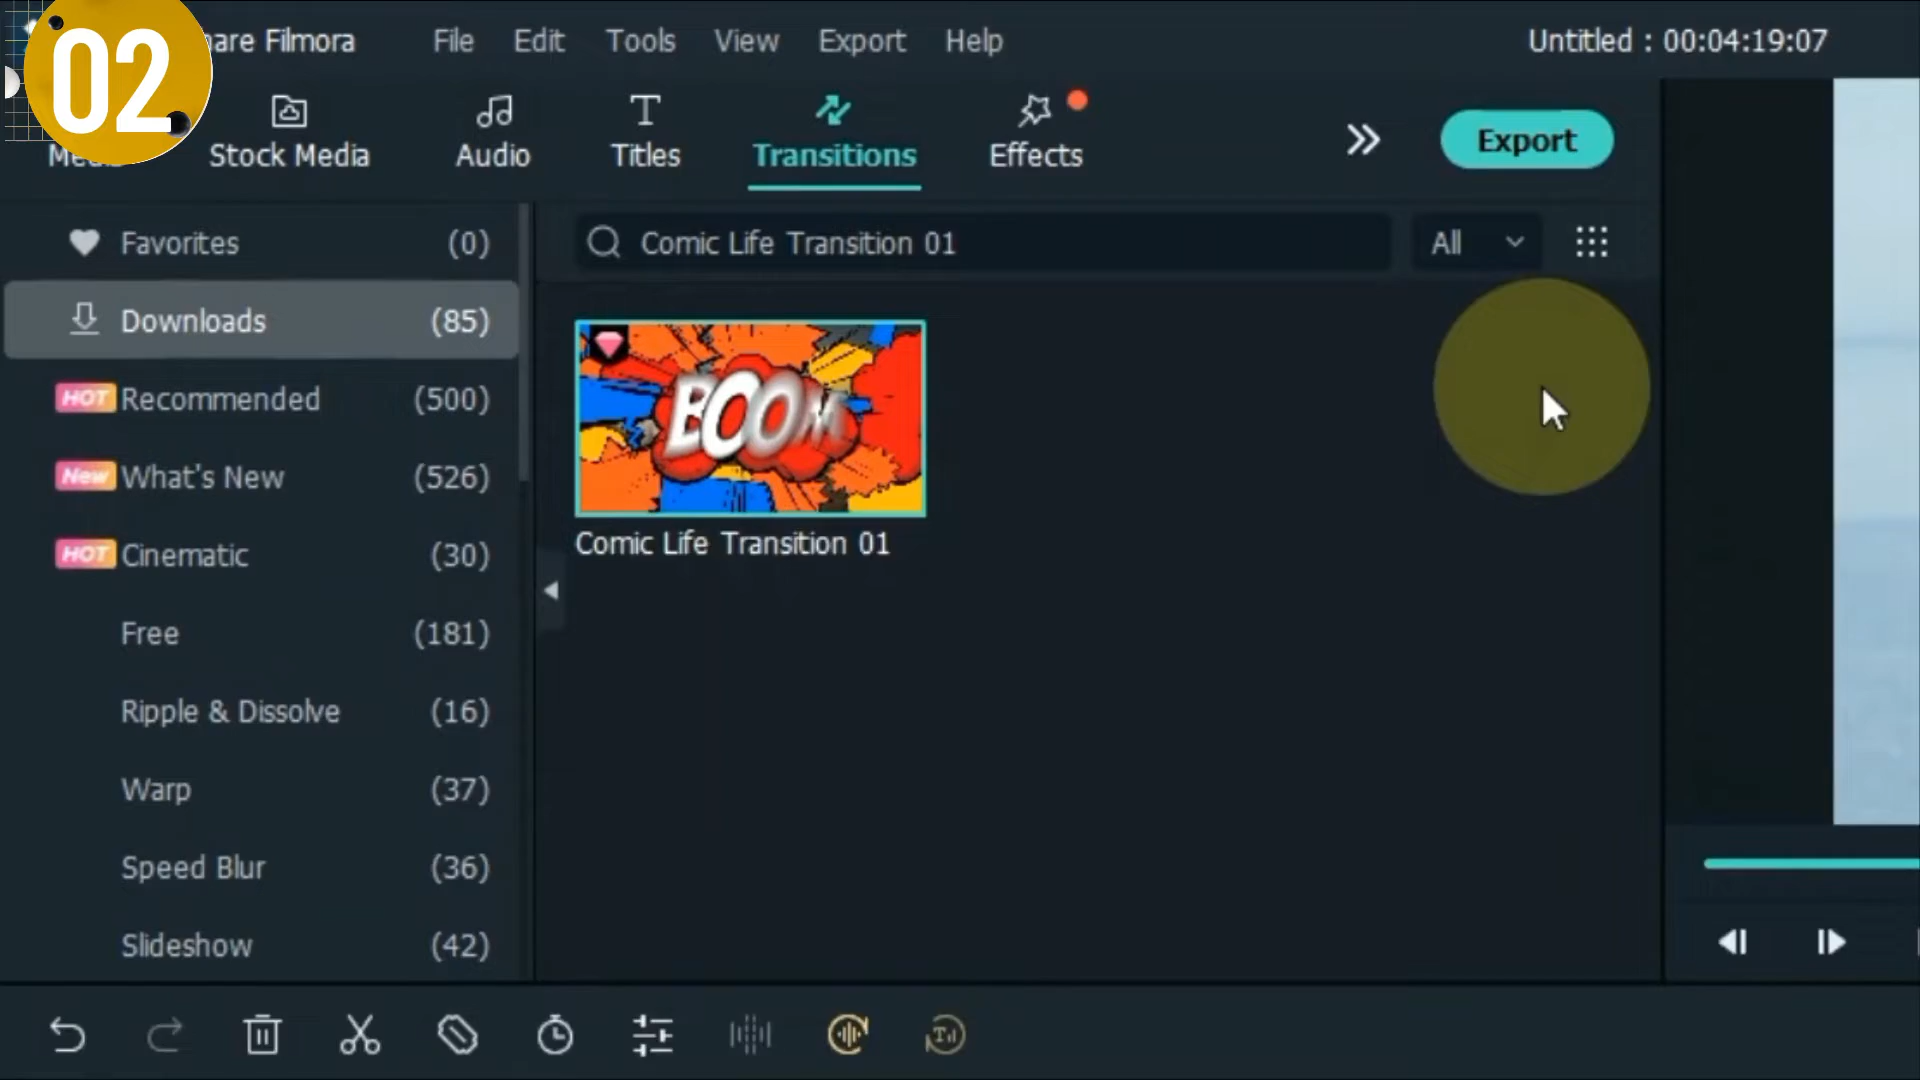 02
are Filmora File Edit Tools View Export Help Untitled : 00:04:19:07
Stock Media Audio Titles Transitions Effects Export
Favorites (0)
Comic Life Transition 01 All
Downloads (85)
HOT Recommended (500)
BOOM
New What's New (526)
HOT Cinematic (30)
Comic Life Transition 01
Free (181)
Ripple & Dissolve (16)
Warp (37)
Speed Blur (36)
Slideshow (42)